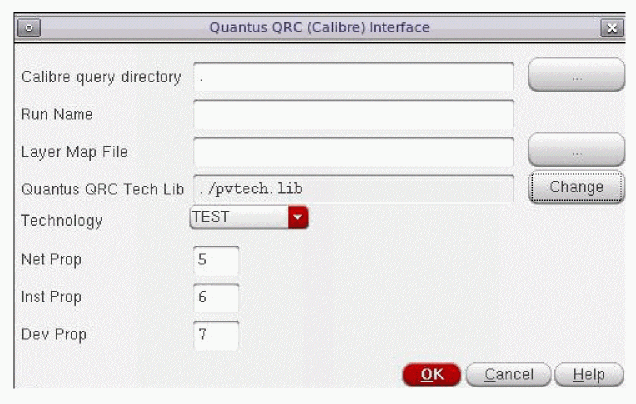 Quantus QRC (Calibre) Interface
Calibre query directory . ...
Run Name
Layer Map File ...
Quantus QRC Tech Lib ./pvtech.lib Change
Technology TEST
Net Prop 5
Inst Prop 6
Dev Prop 7
OK Cancel Help